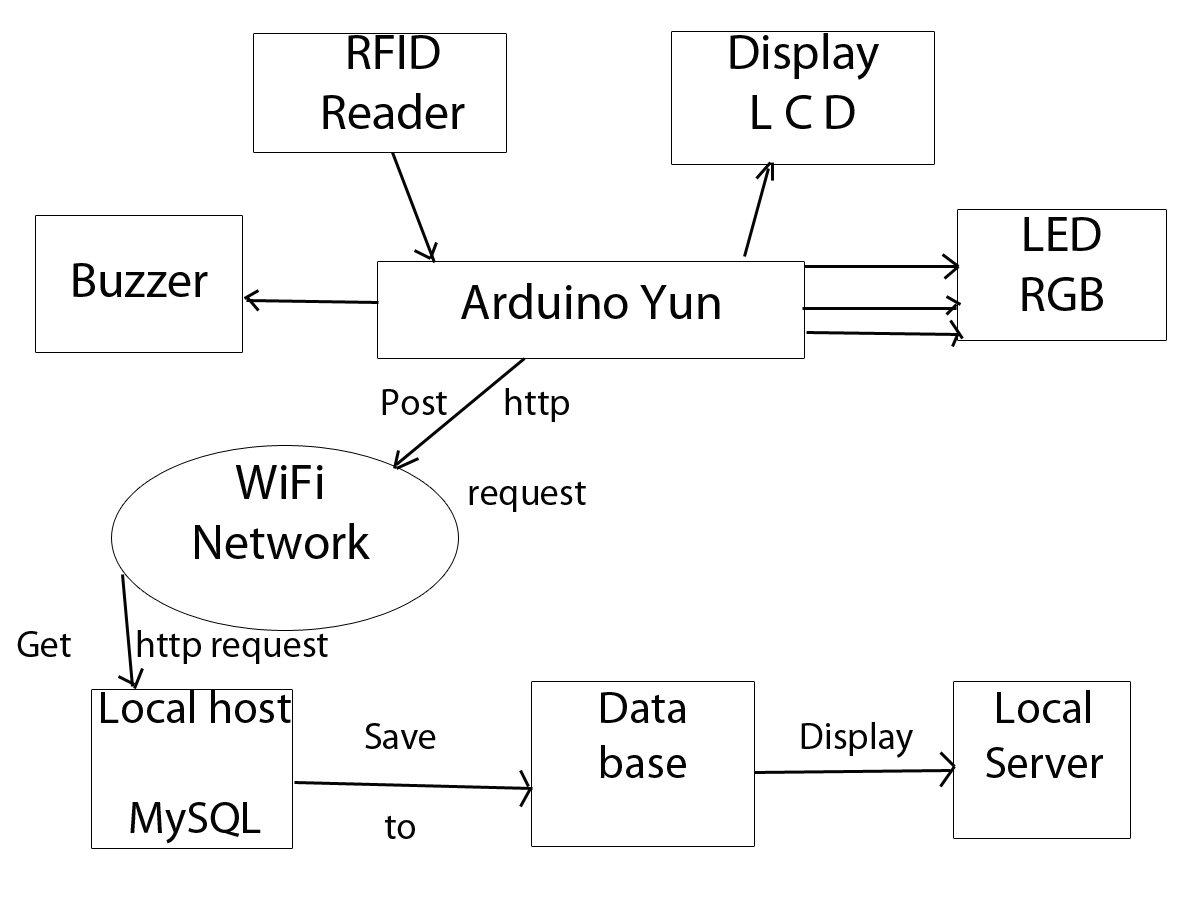 RFID
Reader
Display
L C D
Buzzer
Arduino Yun
LED
RGB
Post http
request
WiFi
Network
Get http request
Local host
MySQL
Save
to
Data
base
Display
Local
Server